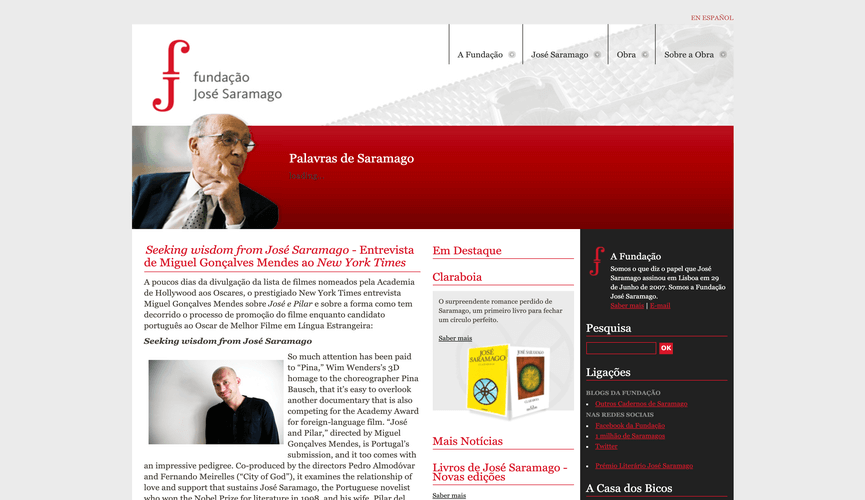 EN ESPAÑOL
fundação
José Saramago
A Fundação
José Saramago
Obra
Sobre a Obra
Palavras de Saramago
Seeking wisdom from José Saramago - Entrevista
de Miguel Gonçalves Mendes ao New York Times
A poucos dias da divulgação da lista de filmes nomeados pela Academia
de Hollywood aos Oscares, o prestigiado New York Times entrevista
Miguel Gonçalves Mendes sobre José e Pilar e sobre a forma como tem
decorrido o processo de promoção do filme enquanto candidato
português ao Oscar de Melhor Filme em Língua Estrangeira:
Seeking wisdom from José Saramago
So much attention has been paid
to “Pina,” Wim Wenders’s 3D
homage to the choreographer Pina
Bausch, that it’s easy to overlook
another documentary that is also
competing for the Academy Award
for foreign-language film. “José
and Pilar,” directed by Miguel
Gonçalves Mendes, is Portugal’s
submission, and it too comes with
an impressive pedigree. Co-produced by the directors Pedro Almodóvar
and Fernando Meirelles (“City of God”), it examines the relationship of
love and support that sustains José Saramago, the Portuguese novelist
who won the Nobel Prize for literature in 1998, and his wife, Pilar del
Em Destaque
Claraboia
O surpreendente romance perdido de
Saramago, um primeiro livro para fechar
um círculo perfeito.
Saber mais
JOSÉ
SARAMAGO
JOSÉ
SARAMAGO
Mais Notícias
Livros de José Saramago -
Novas edições
Saber mais
A Fundação
Somos o que diz o papel que José
Saramago assinou em Lisboa em 29
de Junho de 2007. Somos a Fundação
José Saramago.
Saber mais | E-mail
Pesquisa
OK
Ligações
BLOGS DA FUNDAÇÃO
Outros Cadernos de Saramago
NAS REDES SOCIAIS
Facebook da Fundação
1 milhão de Saramagos
Twitter
Prémio Literário José Saramago
A Casa dos Bicos